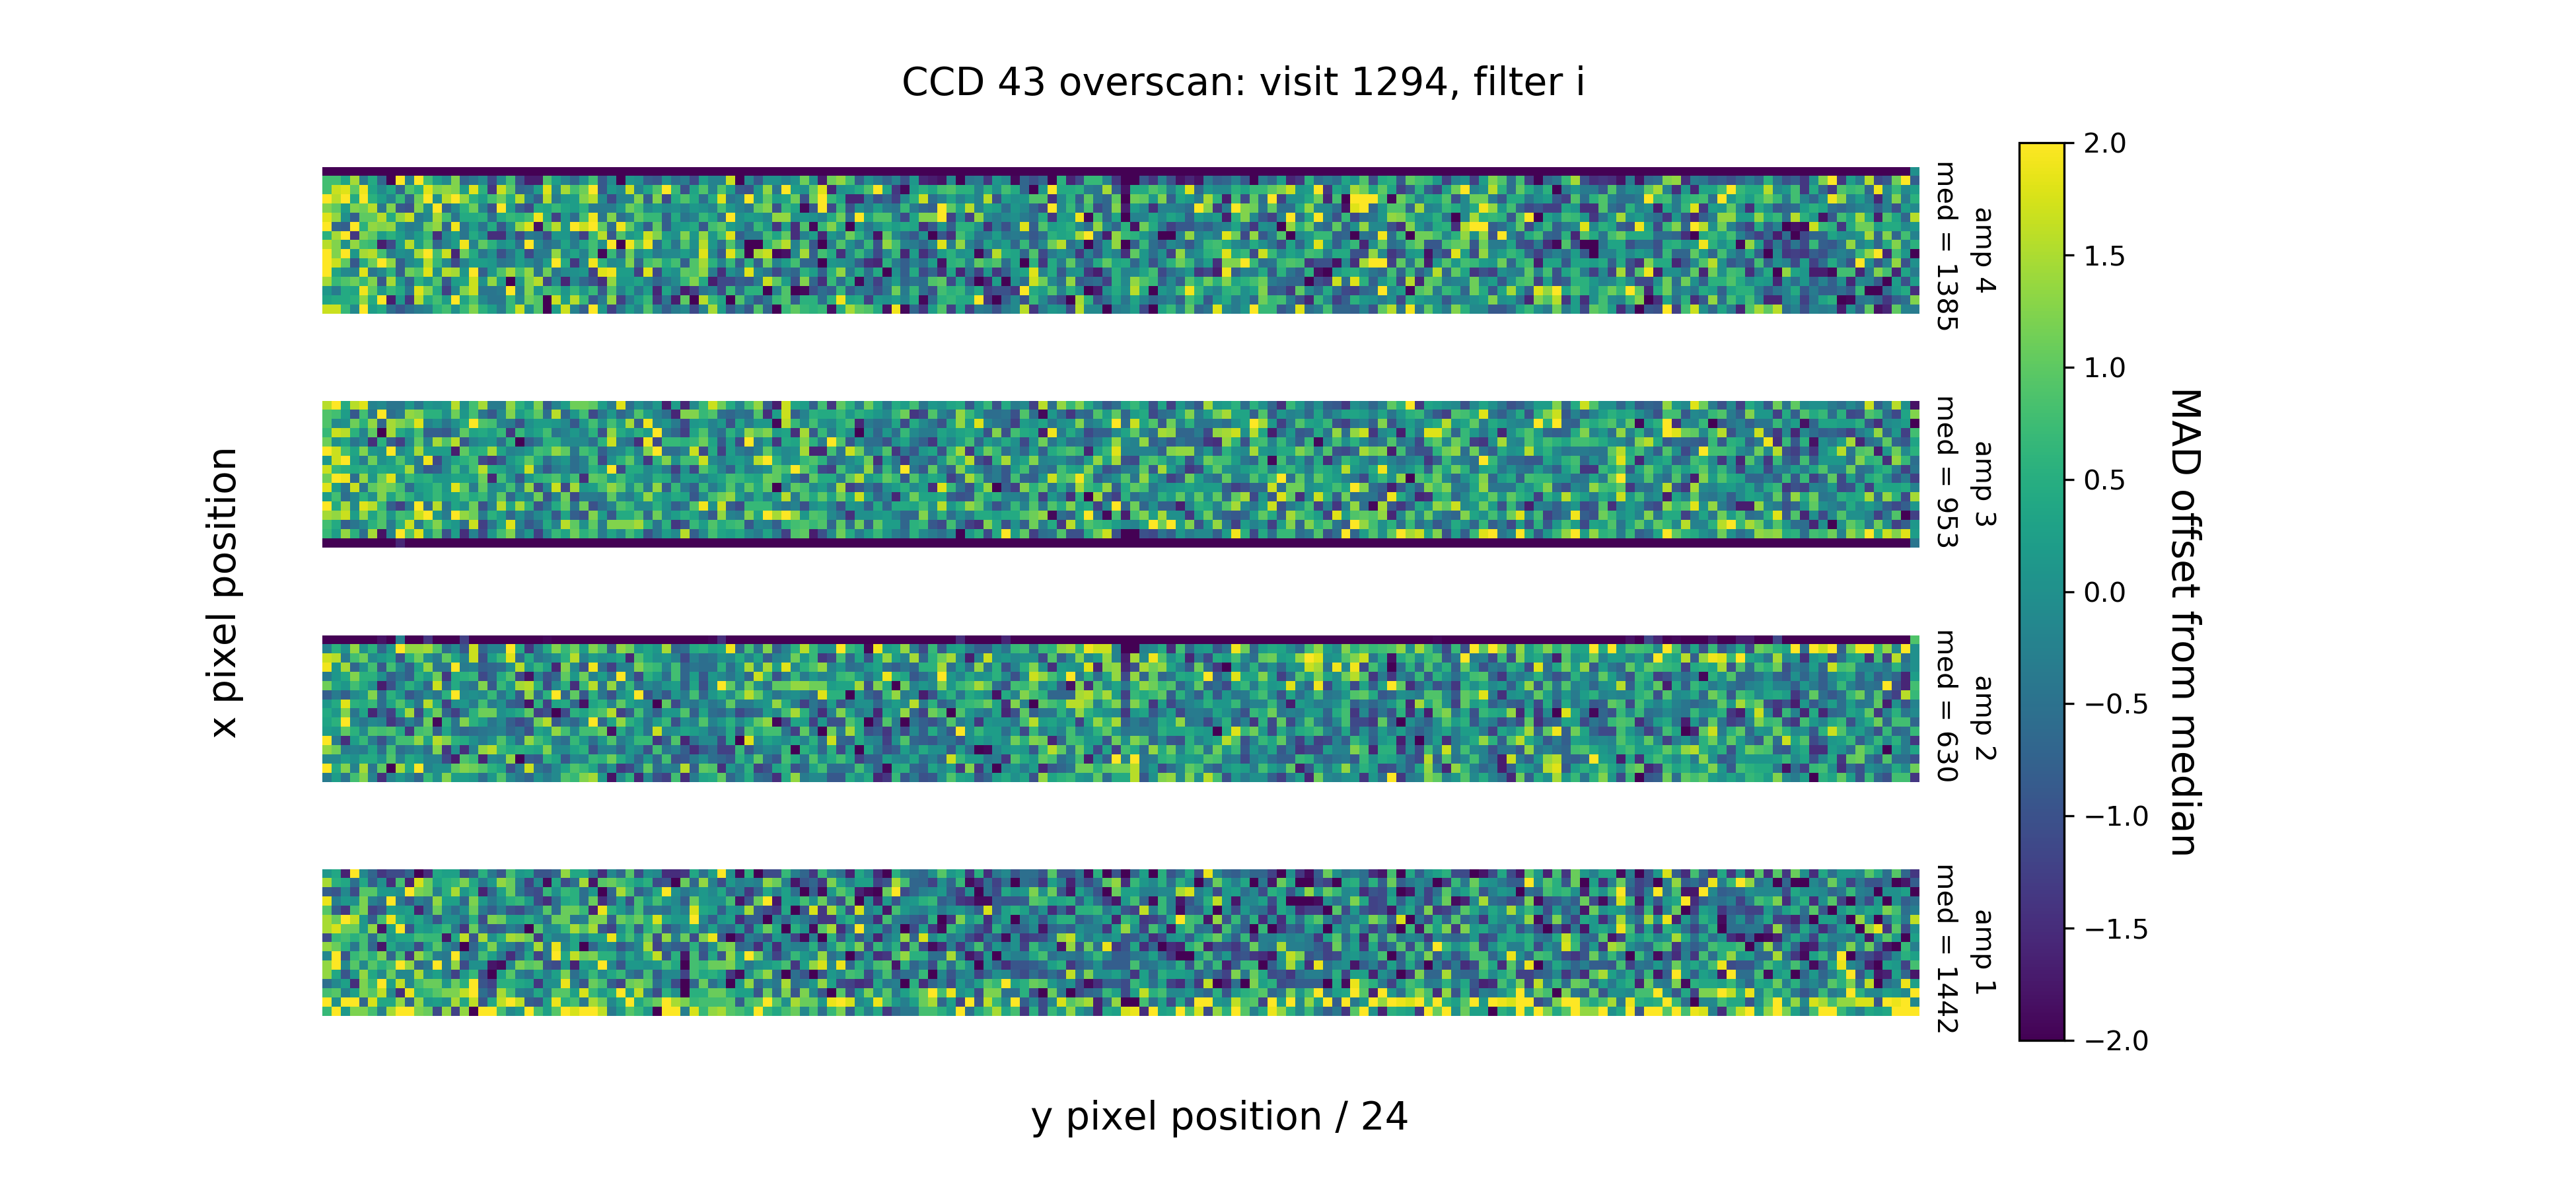 CCD 43 overscan: visit 1294, filter i
x pixel position
amp 4
med = 1385
amp 3
med = 953
amp 2
med = 630
amp 1
med = 1442
y pixel position / 24
2.0
1.5
1.0
0.5
0.0
−0.5
−1.0
−1.5
−2.0
MAD offset from median